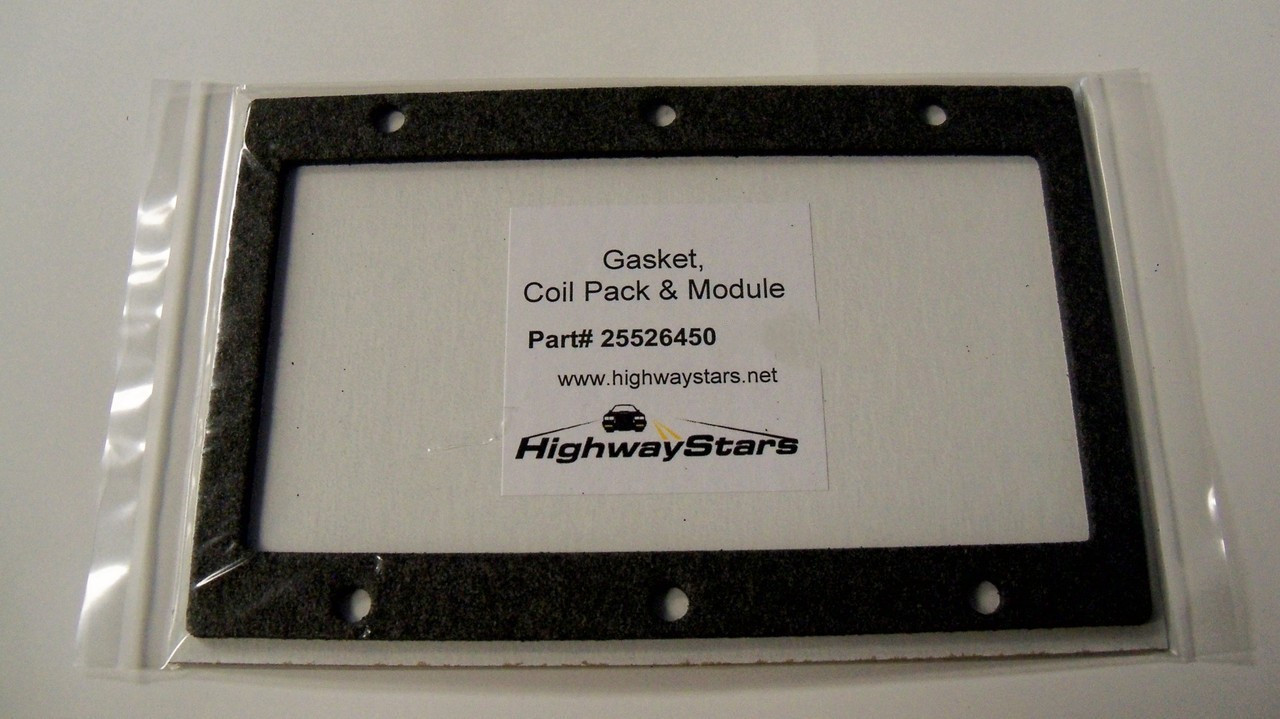 Gasket,
Coil Pack & Module
Part# 25526450
www.highwaystars.net
HighwayStars